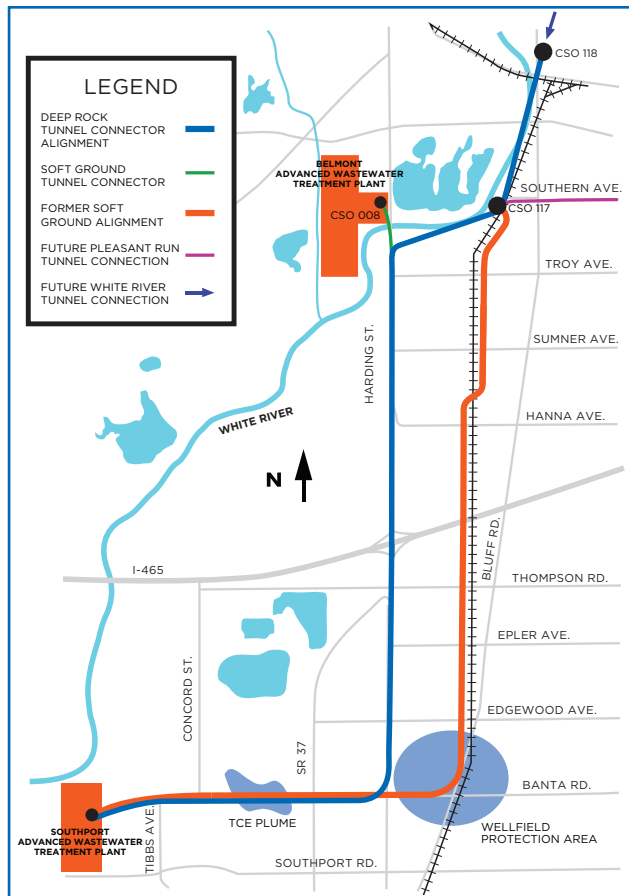 LEGEND
DEEP ROCK
TUNNEL CONNECTOR
ALIGNMENT
SOFT GROUND
TUNNEL CONNECTOR
FORMER SOFT
GROUND ALIGNMENT
FUTURE PLEASANT RUN
TUNNEL CONNECTION
FUTURE WHITE RIVER
TUNNEL CONNECTION
CSO 118
BELMONT
ADVANCED WASTEWATER
TREATMENT PLANT
CSO 008
SOUTHERN AVE.
CSO 117
TROY AVE.
HARDING ST.
SUMNER AVE.
HANNA AVE.
WHITE RIVER
N
BLUFF RD.
I-465
THOMPSON RD.
EPLER AVE.
CONCORD ST.
EDGEWOOD AVE.
SR 37
BANTA RD.
TCE PLUME
WELLFIELD
PROTECTION AREA
SOUTHPORT
ADVANCED WASTEWATER
TREATMENT PLANT
TIBBS AVE.
SOUTHPORT RD.